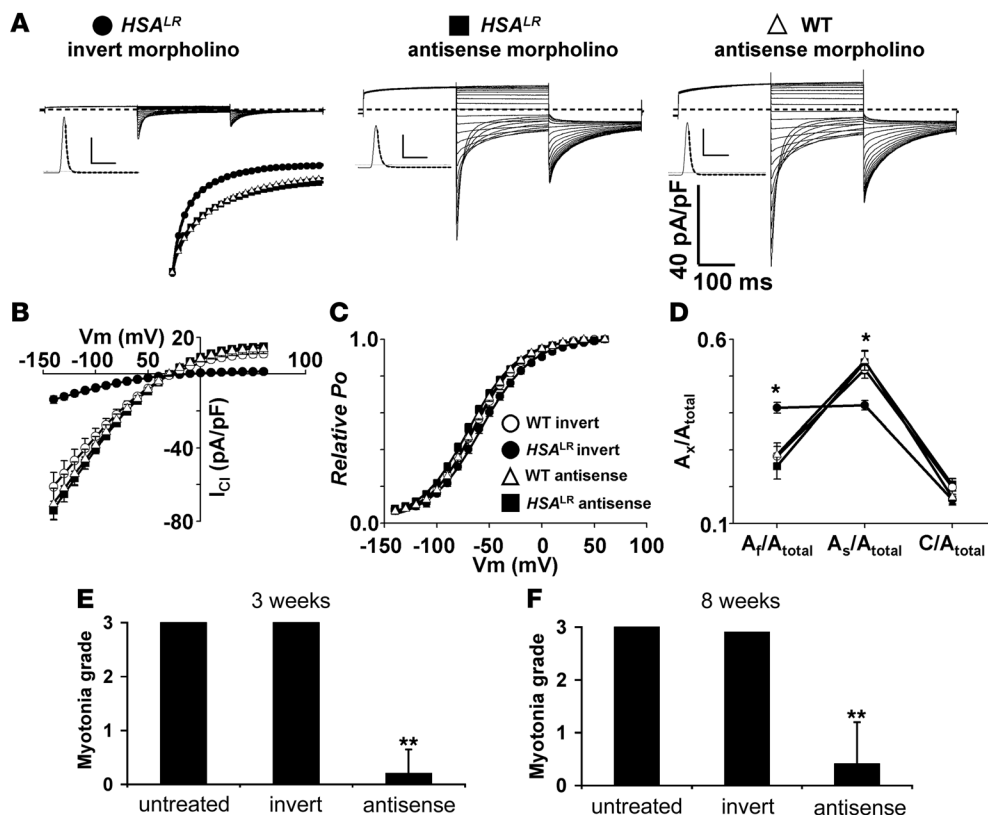 A
● HSA^LR
invert morpholino
■ HSA^LR
antisense morpholino
△ WT
antisense morpholino
40 pA/pF
100 ms
B
Vm (mV)
-150 -100 -50 50 100
20
-40
-80
I_Cl (pA/pF)
C
Relative Po
1.0
0.0
-150 -100 -50 0 50 100
Vm (mV)
○ WT invert
● HSA^LR invert
△ WT antisense
■ HSA^LR antisense
D
A_x/A_total
0.6
0.1
A_f/A_total A_s/A_total C/A_total
* *
E
3 weeks
Myotonia grade
3
2
1
0
**
untreated invert antisense
F
8 weeks
Myotonia grade
3
2
1
0
**
untreated invert antisense